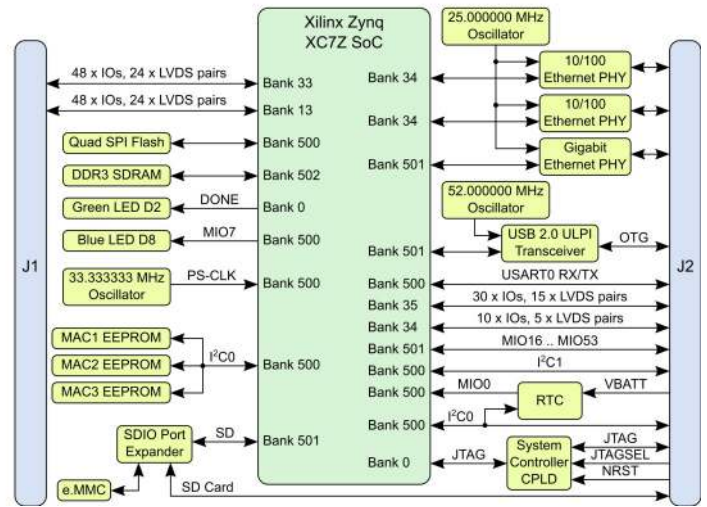 Xilinx Zynq
XC7Z SoC
25.000000 MHz
Oscillator
48 x IOs, 24 x LVDS pairs
Bank 33
48 x IOs, 24 x LVDS pairs
Bank 13
Quad SPI Flash
Bank 500
DDR3 SDRAM
Bank 502
Green LED D2
DONE
Bank 0
Blue LED D8
MIO7
Bank 500
33.333333 MHz
Oscillator
PS-CLK
Bank 500
MAC1 EEPROM
MAC2 EEPROM
MAC3 EEPROM
I²C0
Bank 500
SDIO Port
Expander
SD
Bank 501
e.MMC
SD Card
J1
Bank 34
10/100
Ethernet PHY
Bank 34
10/100
Ethernet PHY
Bank 501
Gigabit
Ethernet PHY
52.000000 MHz
Oscillator
Bank 501
USB 2.0 ULPI
Transceiver
OTG
Bank 500
USART0 RX/TX
Bank 35
30 x IOs, 15 x LVDS pairs
Bank 34
10 x IOs, 5 x LVDS pairs
Bank 501
MIO16 .. MIO53
Bank 500
I²C1
Bank 500
MIO0
RTC
VBATT
Bank 500
I²C0
Bank 0
JTAG
System
Controller
CPLD
JTAG
JTAGSEL
NRST
J2